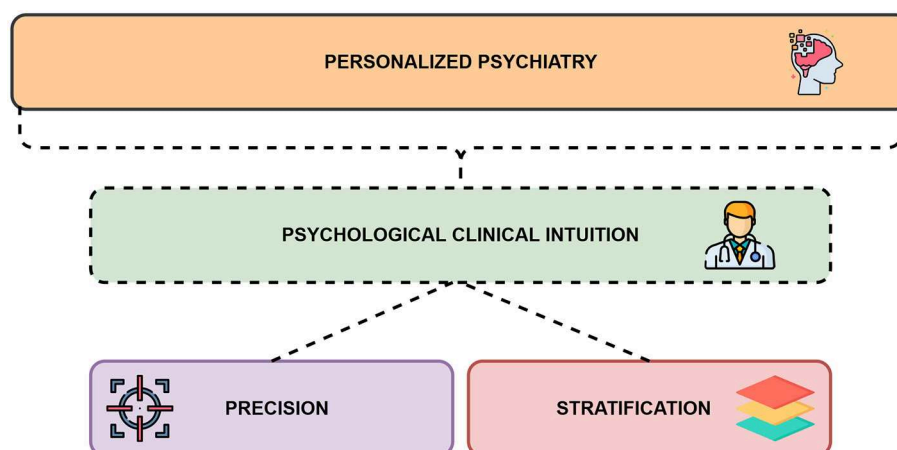 PERSONALIZED PSYCHIATRY
PSYCHOLOGICAL CLINICAL INTUITION
PRECISION
STRATIFICATION